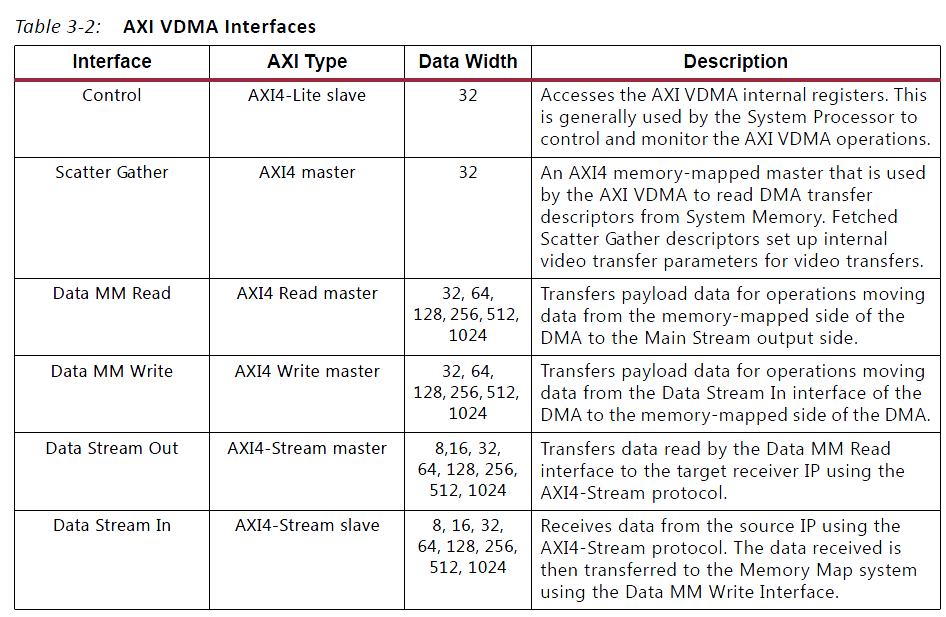 Table 3-2: AXI VDMA Interfaces
Interface AXI Type Data Width Description
Control AXI4-Lite slave 32 Accesses the AXI VDMA internal registers. This
is generally used by the System Processor to
control and monitor the AXI VDMA operations.
Scatter Gather AXI4 master 32 An AXI4 memory-mapped master that is used
by the AXI VDMA to read DMA transfer
descriptors from System Memory. Fetched
Scatter Gather descriptors set up internal
video transfer parameters for video transfers.
Data MM Read AXI4 Read master 32, 64, Transfers payload data for operations moving
128, 256, 512, data from the memory-mapped side of the
1024 DMA to the Main Stream output side.
Data MM Write AXI4 Write master 32, 64, Transfers payload data for operations moving
128, 256, 512, data from the Data Stream In interface of the
1024 DMA to the memory-mapped side of the DMA.
Data Stream Out AXI4-Stream master 8,16, 32, Transfers data read by the Data MM Read
64, 128, 256, interface to the target receiver IP using the
512, 1024 AXI4-Stream protocol.
Data Stream In AXI4-Stream slave 8, 16, 32, Receives data from the source IP using the
64, 128, 256, AXI4-Stream protocol. The data received is
512, 1024 then transferred to the Memory Map system
using the Data MM Write Interface.